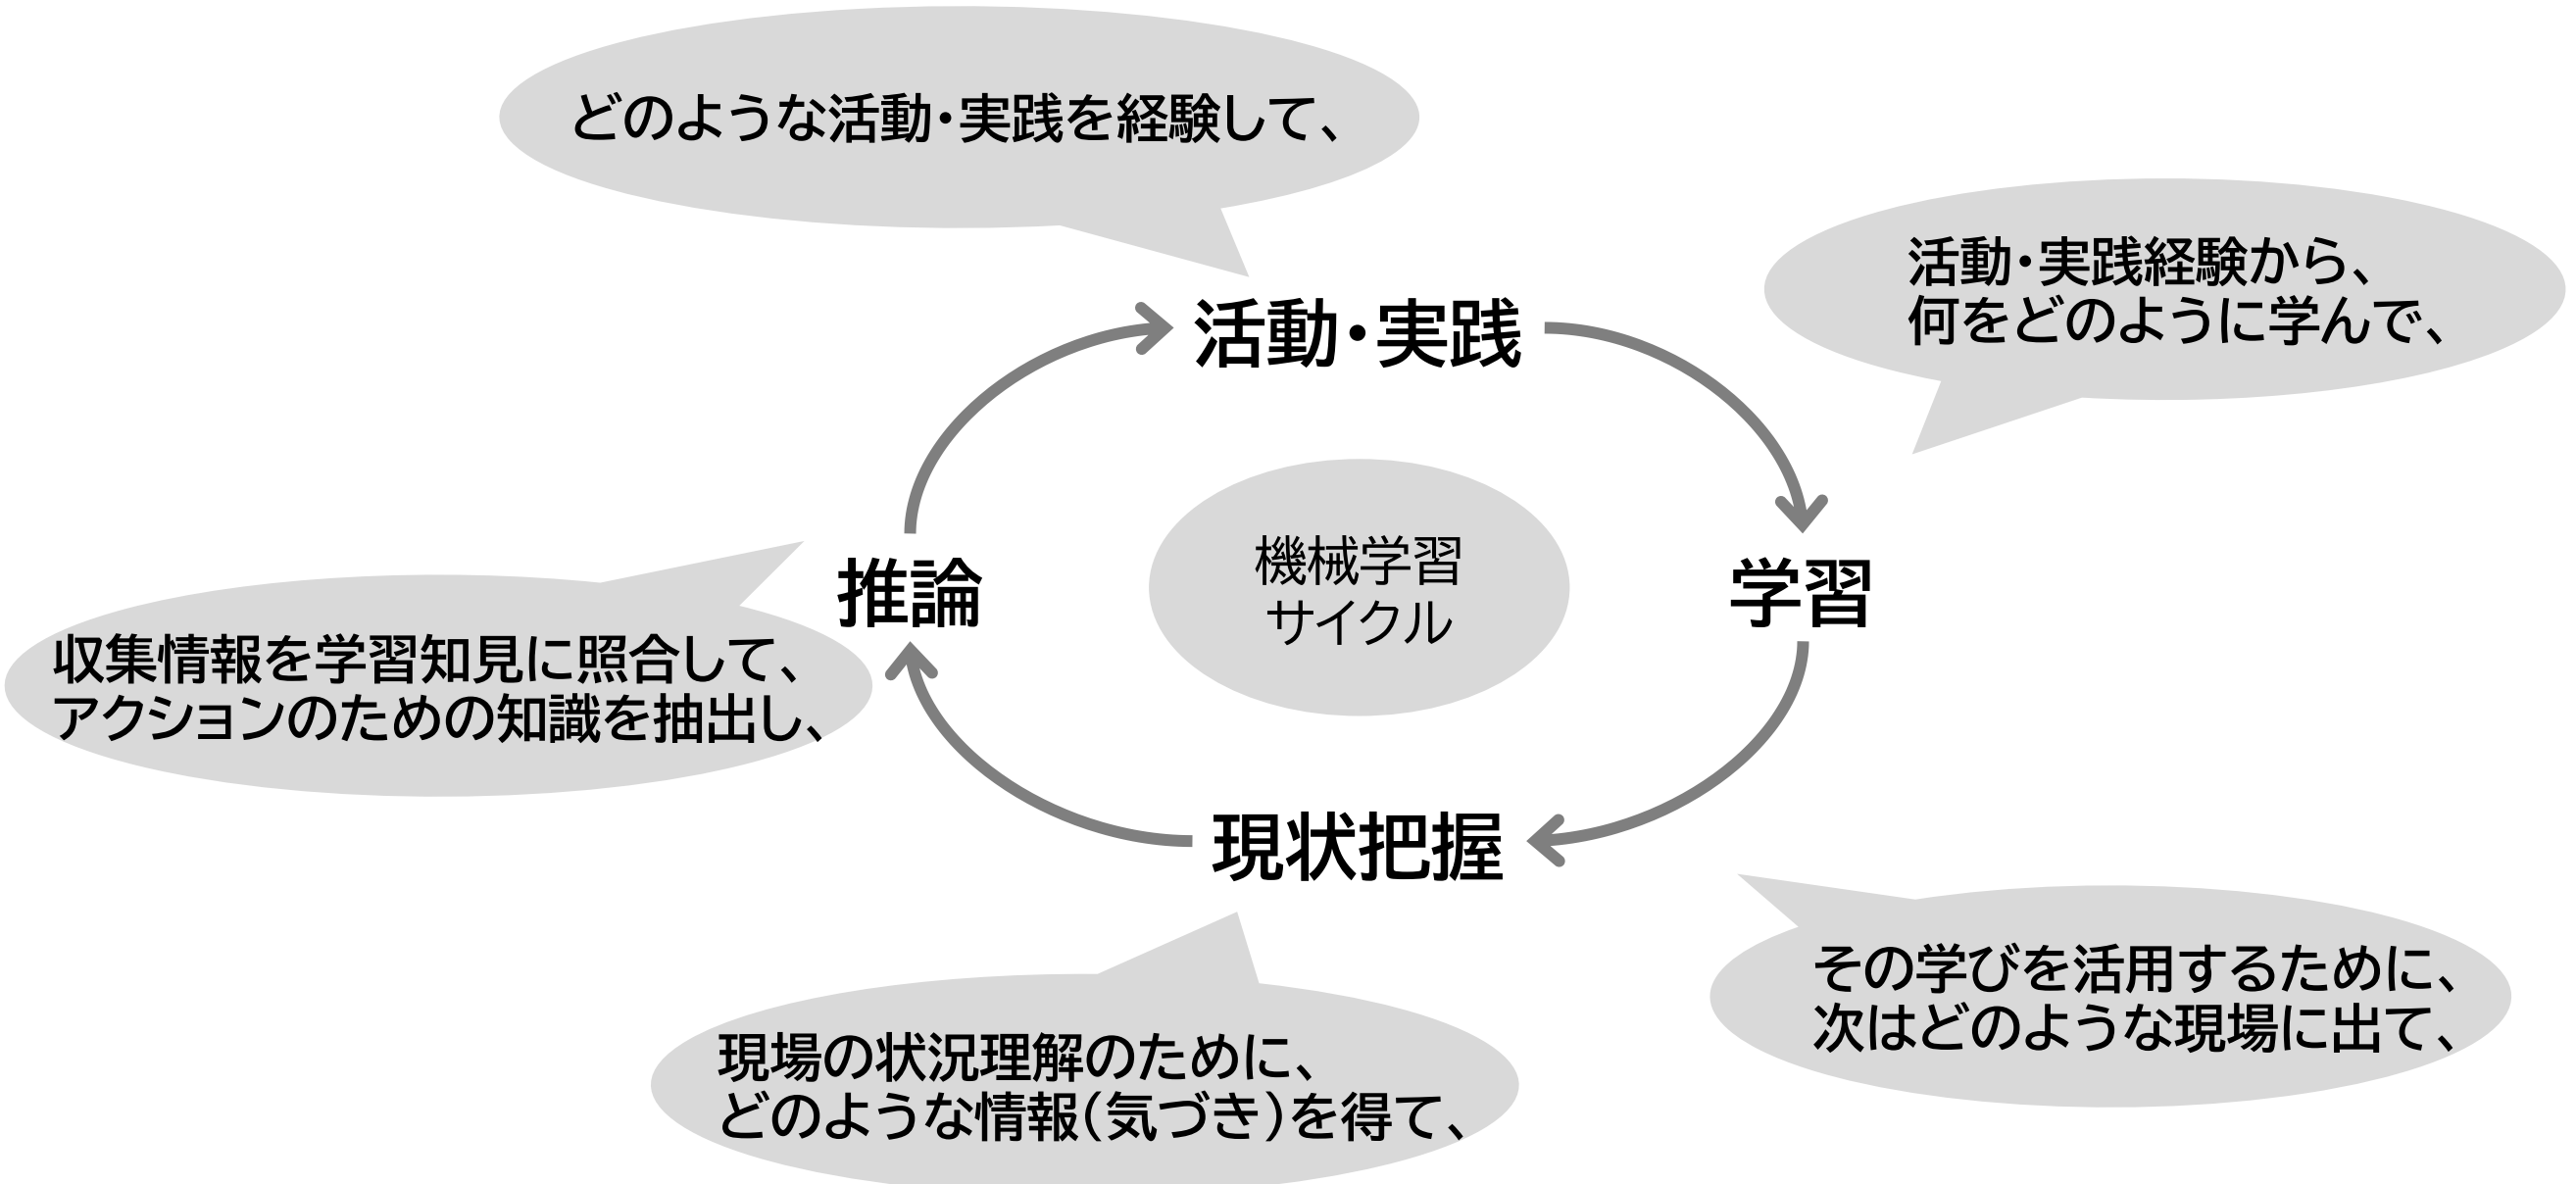 どのような活動・実践を経験して、
活動・実践経験から、
何をどのように学んで、
活動・実践
機械学習
サイクル
推論
学習
収集情報を学習知見に照合して、
アクションのための知識を抽出し、
現状把握
その学びを活用するために、
次はどのような現場に出て、
現場の状況理解のために、
どのような情報（気づき）を得て、